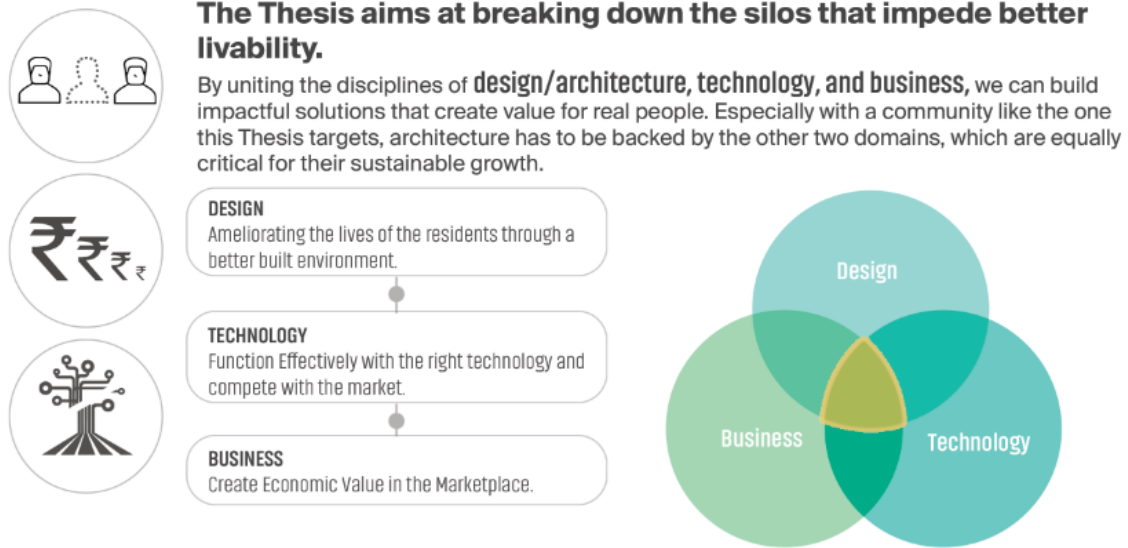 The Thesis aims at breaking down the silos that impede better
livability.
By uniting the disciplines of design/architecture, technology, and business, we can build
impactful solutions that create value for real people. Especially with a community like the one
this Thesis targets, architecture has to be backed by the other two domains, which are equally
critical for their sustainable growth.
₹ ₹ ₹ ₹
DESIGN
Ameliorating the lives of the residents through a
better built environment.
TECHNOLOGY
Function Effectively with the right technology and
compete with the market.
BUSINESS
Create Economic Value in the Marketplace.
Design
Business
Technology